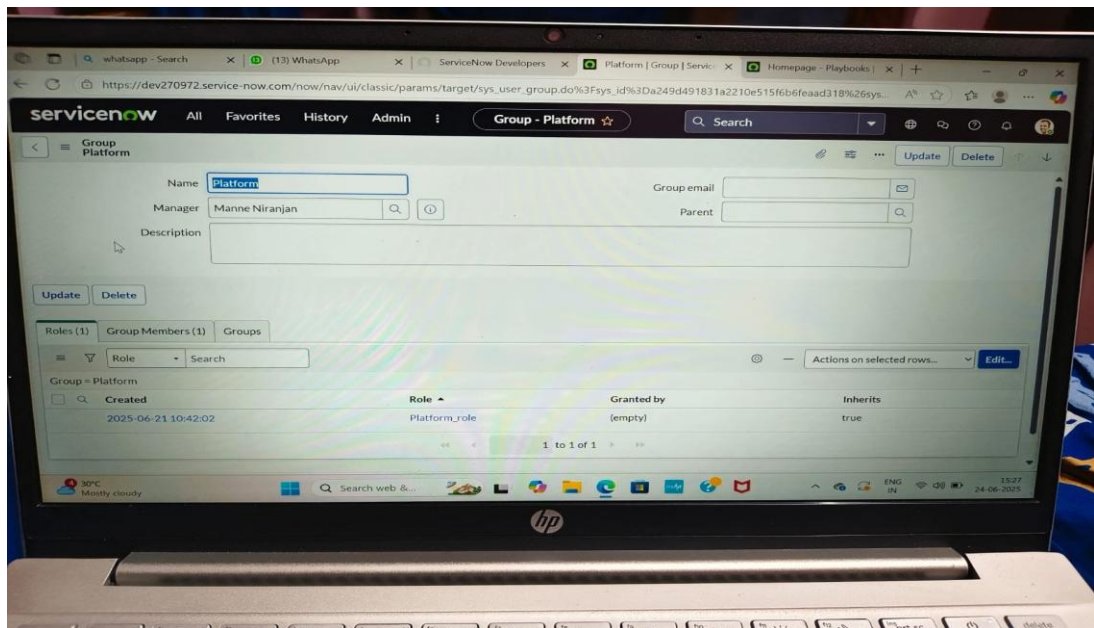 whatsapp - Search
(13) WhatsApp
ServiceNow Developers
Platform | Group | Servic
Homepage - Playbooks |
https://dev270972.service-now.com/now/nav/ui/classic/params/target/sys_user_group.do%3Fsys_id%3Da249d491831a2210e515f6b6feaad318%26sys...
servicenow All Favorites History Admin Group - Platform Search
Group
Platform
Update Delete
Name Platform Group email
Manager Manne Niranjan Parent
Description
Update Delete
Roles (1) Group Members (1) Groups
Role Search Actions on selected rows... Edit...
Group = Platform
Created Role Granted by Inherits
2025-06-21 10:42:02 Platform_role (empty) true
1 to 1 of 1
30°C
Mostly cloudy
Search web &...
ENG
IN
15:27
24-06-2025
hp
delete